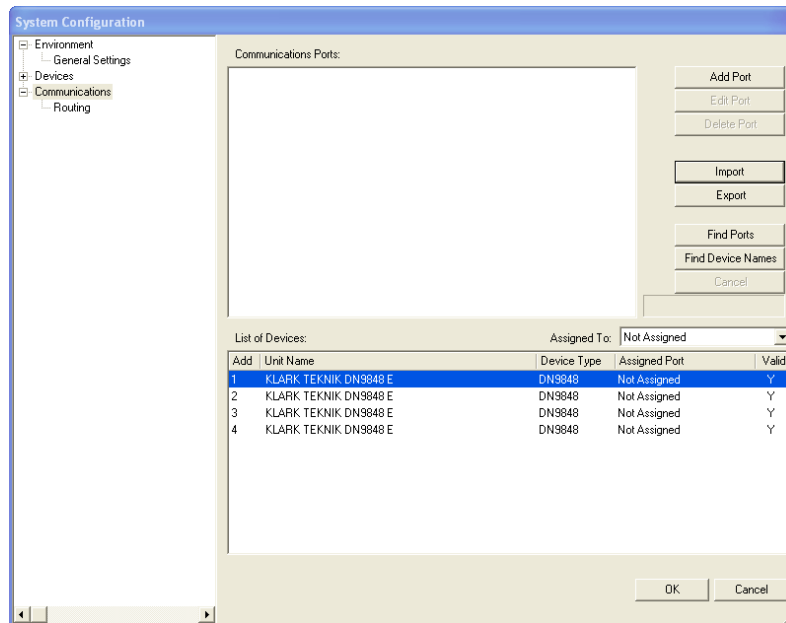 System Configuration
Environment
General Settings
Devices
Communications
Routing
Communications Ports:
Add Port
Edit Port
Delete Port
Import
Export
Find Ports
Find Device Names
Cancel
List of Devices:
Assigned To: Not Assigned
Add Unit Name Device Type Assigned Port Valid
1 KLARK TEKNIK DN9848 E DN9848 Not Assigned Y
2 KLARK TEKNIK DN9848 E DN9848 Not Assigned Y
3 KLARK TEKNIK DN9848 E DN9848 Not Assigned Y
4 KLARK TEKNIK DN9848 E DN9848 Not Assigned Y
OK Cancel